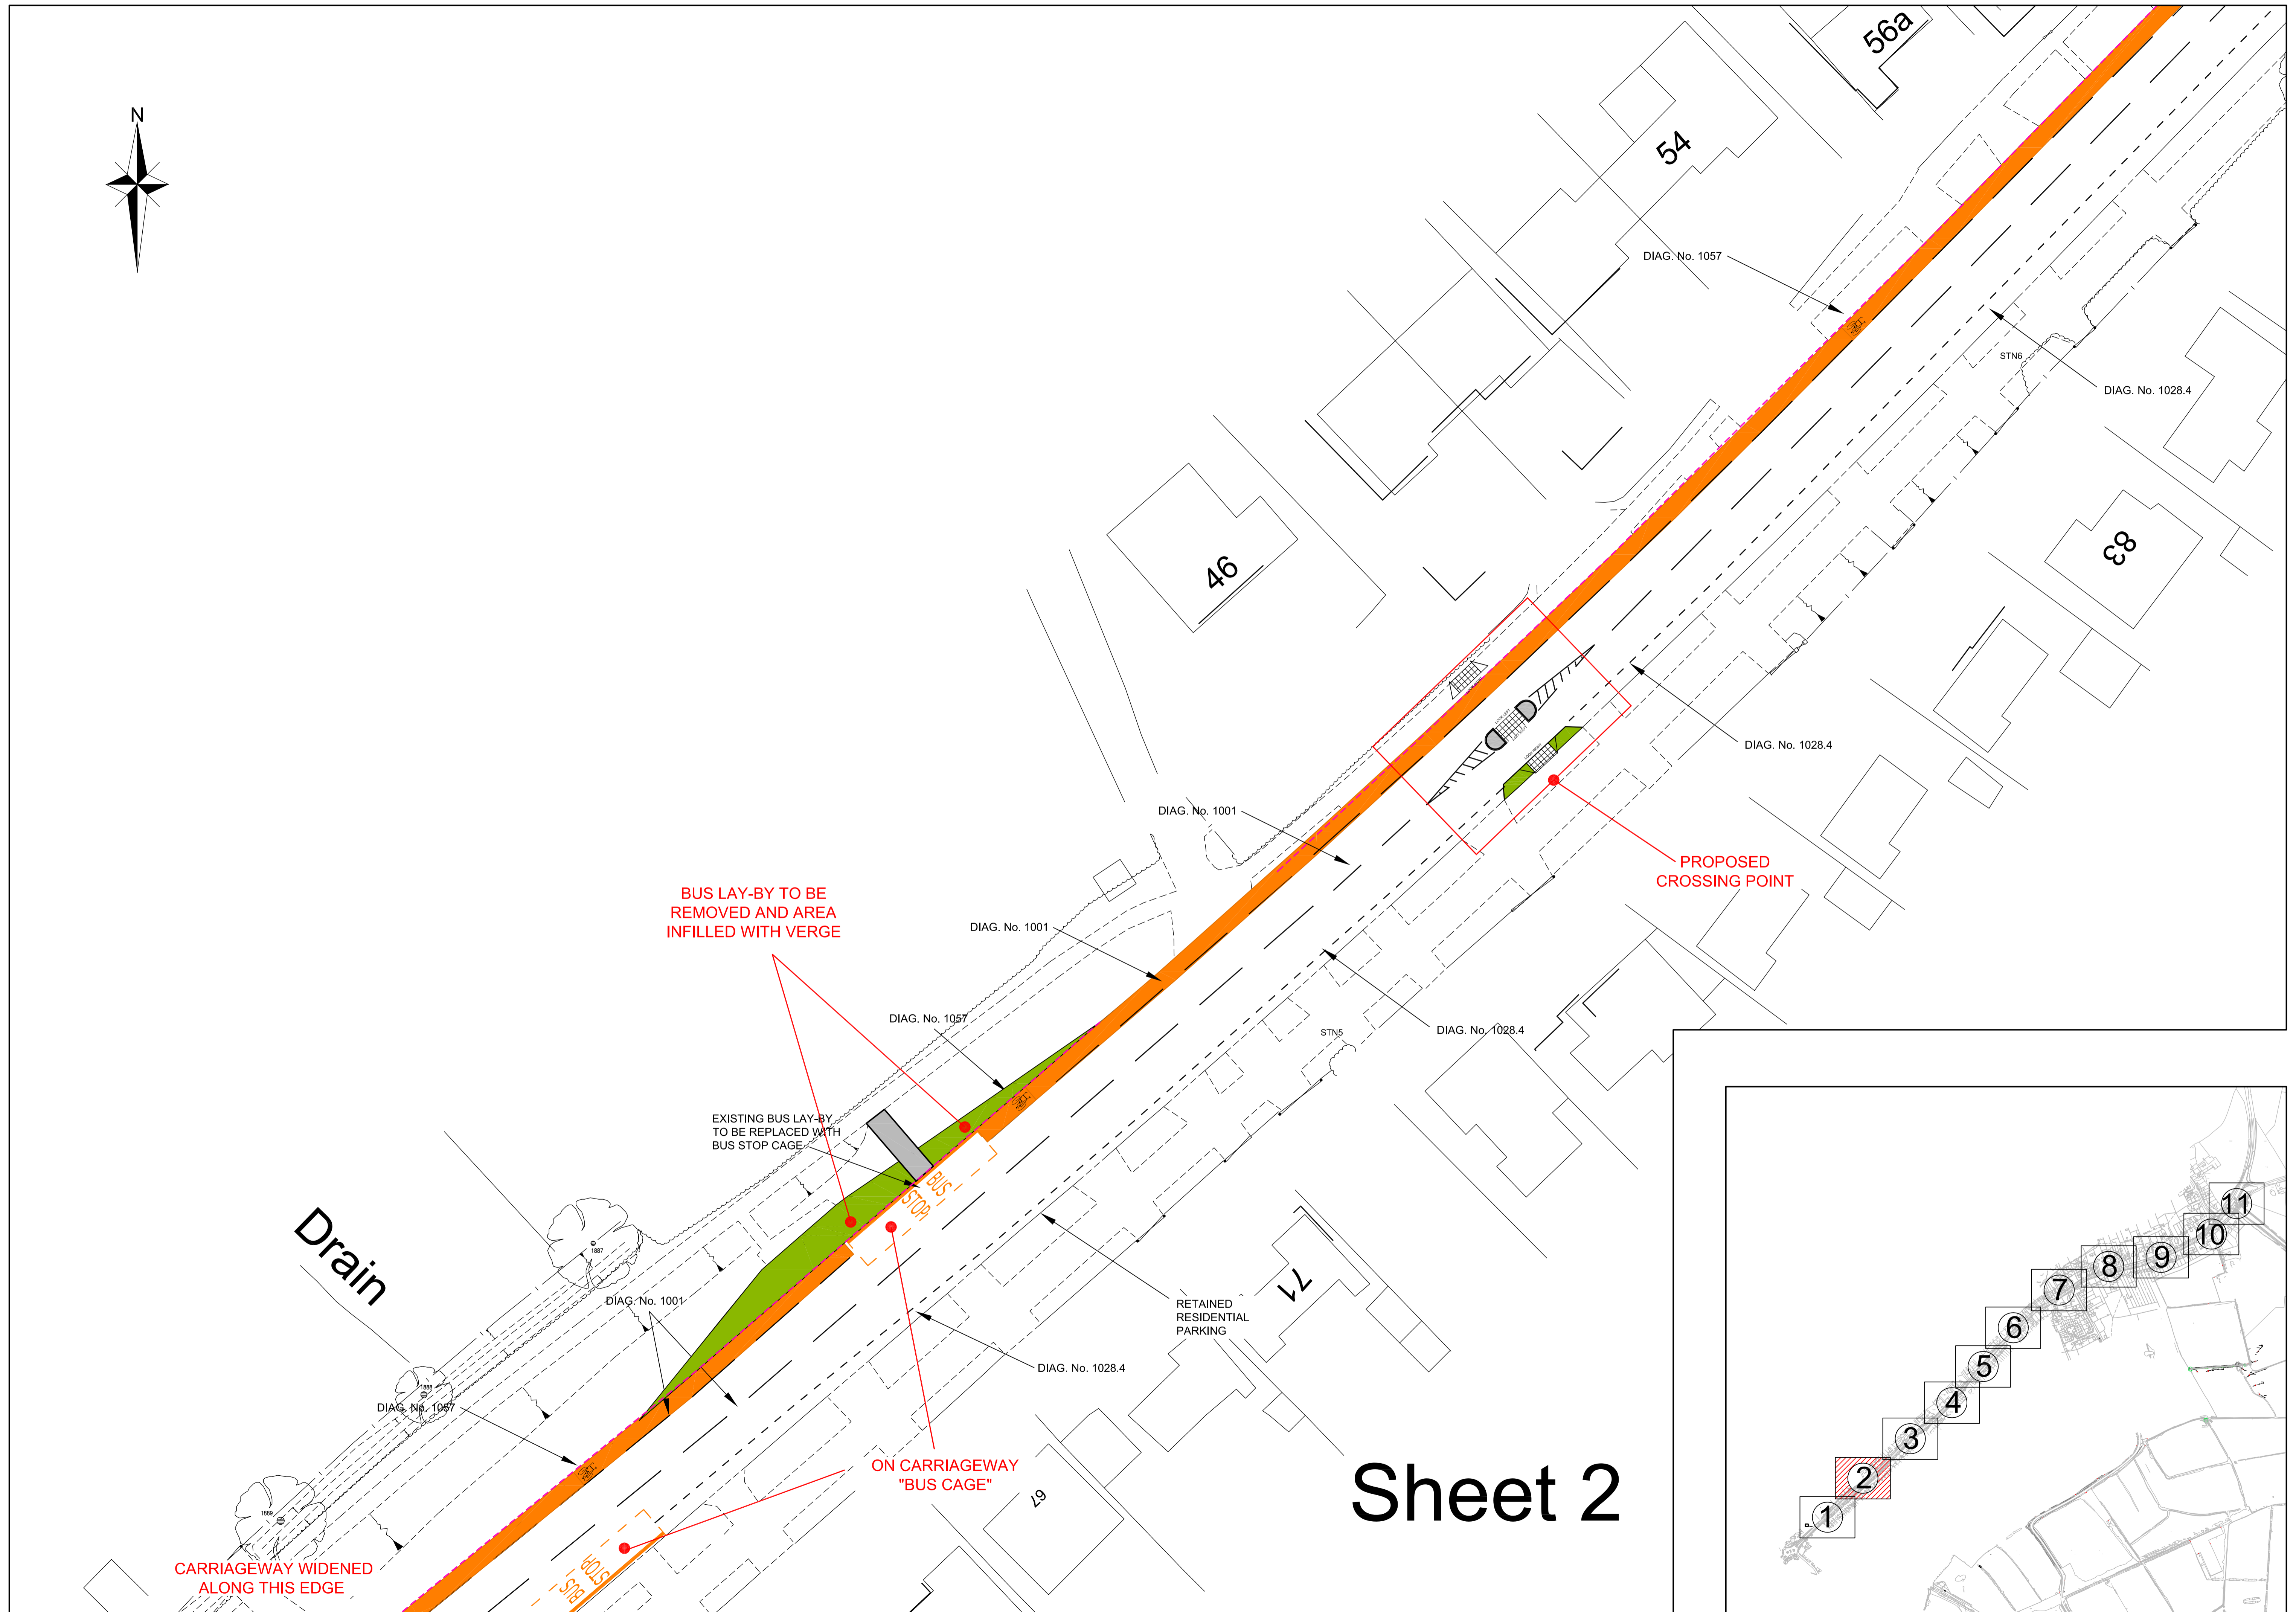 N
56a
54
DIAG. No. 1057
STN6
DIAG. No. 1028.4
83
46
DIAG. No. 1028.4
DIAG. No. 1001
PROPOSED
CROSSING POINT
BUS LAY-BY TO BE
REMOVED AND AREA
INFILLED WITH VERGE
DIAG. No. 1001
DIAG. No. 1057
STN5
DIAG. No. 1028.4
EXISTING BUS LAY-BY
TO BE REPLACED WITH
BUS STOP CAGE
BUS
STOP
Drain
1887
DIAG. No. 1001
RETAINED
RESIDENTIAL
PARKING
71
DIAG. No. 1028.4
1888
DIAG. No. 1057
ON CARRIAGEWAY
"BUS CAGE"
67
1889
CARRIAGEWAY WIDENED
ALONG THIS EDGE
BUS
STOP
Sheet 2
11
10
9
8
7
6
5
4
3
2
1